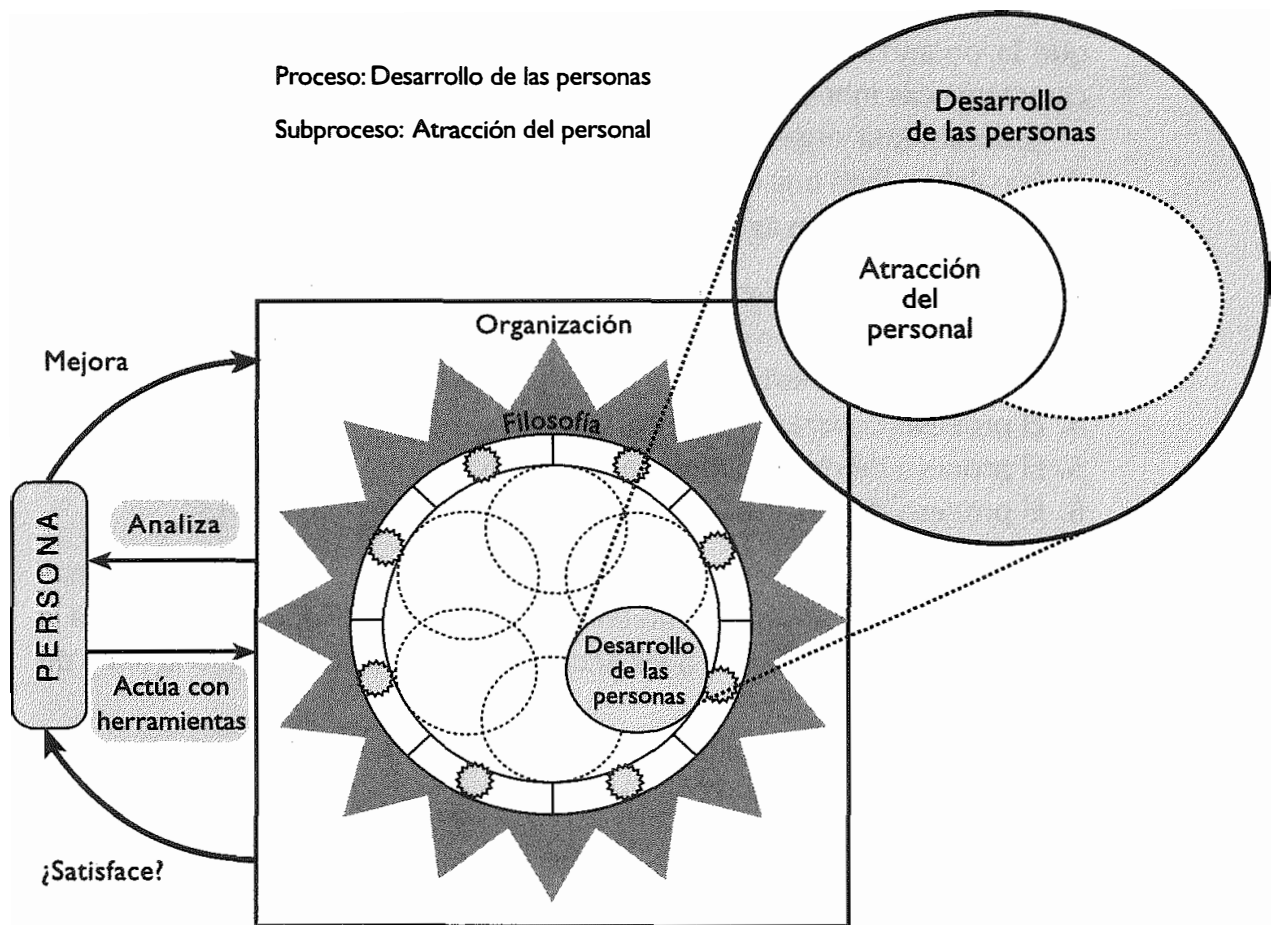 Proceso: Desarrollo de las personas
Subproceso: Atracción del personal
Desarrollo
de las personas
Atracción
del
personal
Organización
Filosofía
Mejora
Analiza
PERSONA
Actúa con
herramientas
¿Satisface?
Desarrollo
de las
personas